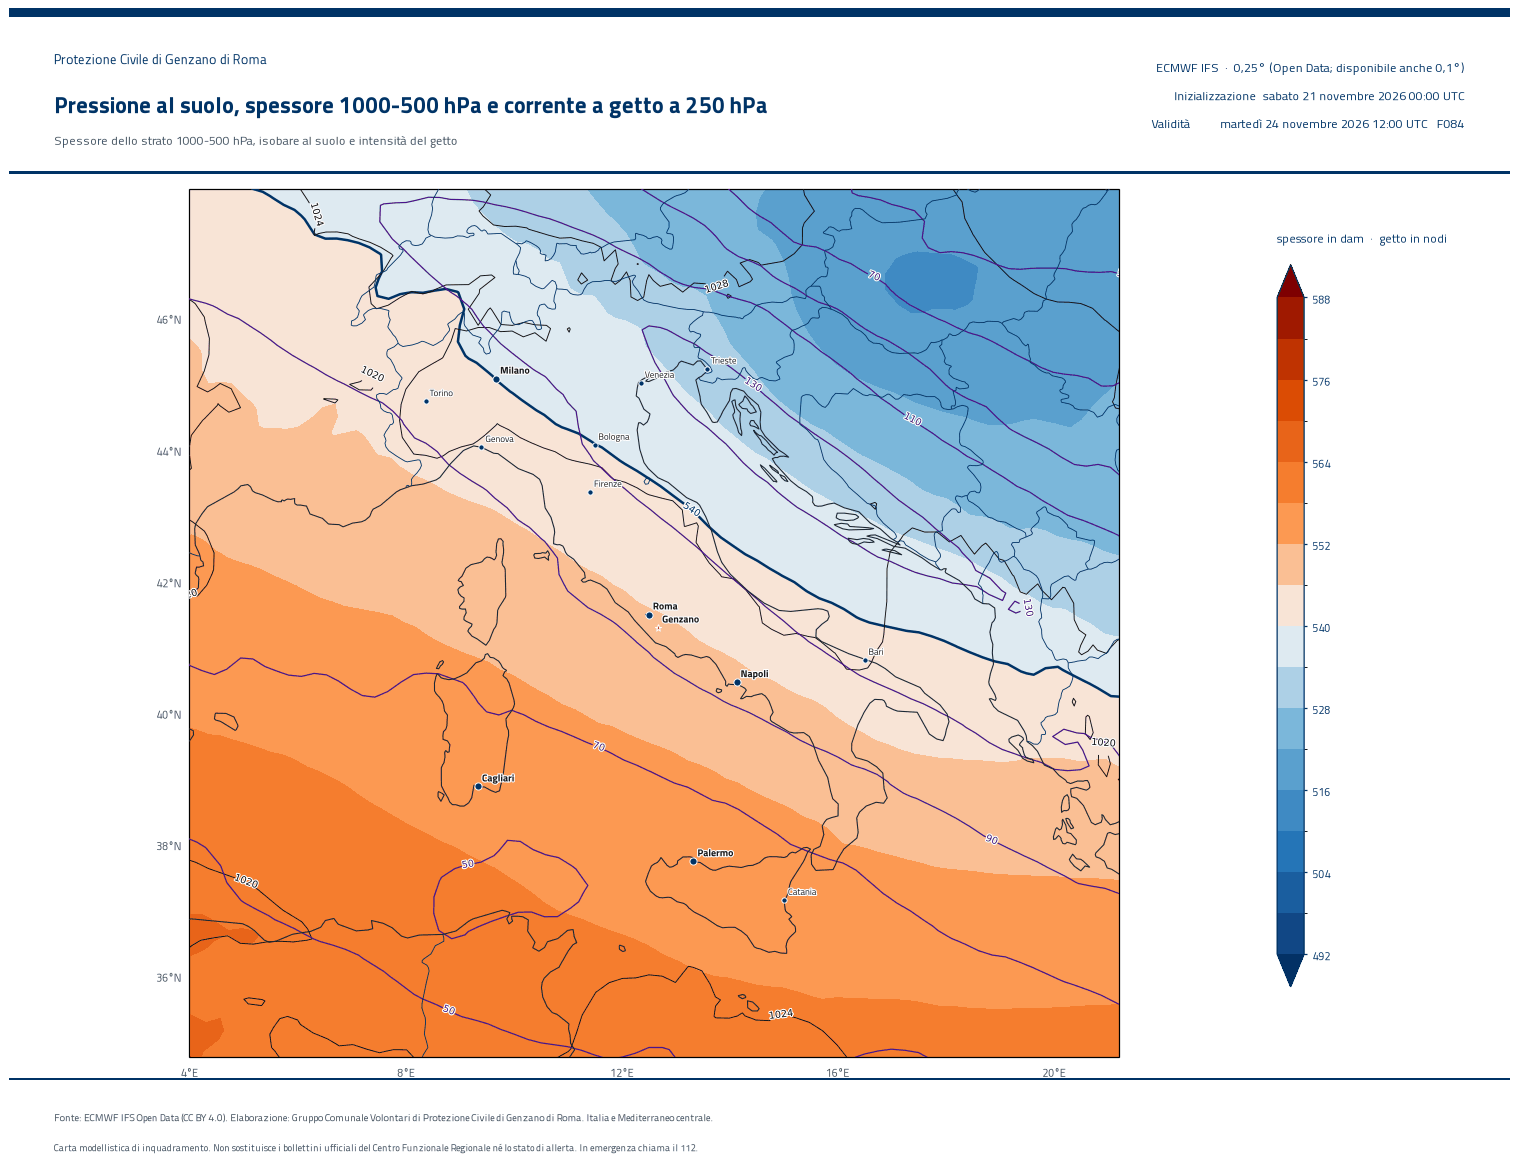 Protezione Civile di Genzano di Roma
Pressione al suolo, spessore 1000-500 hPa e corrente a getto a 250 hPa
Spessore dello strato 1000-500 hPa, isobare al suolo e intensità del getto
ECMWF IFS · 0,25° (Open Data; disponibile anche 0,1°)
Inizializzazione sabato 21 novembre 2026 00:00 UTC
Validità martedì 24 novembre 2026 12:00 UTC F084
spessore in dam · getto in nodi
588
576
564
552
540
528
516
504
492
46°N
44°N
42°N
40°N
38°N
36°N
4°E
8°E
12°E
16°E
20°E
1024
1028
70
1020
Milano
Torino
Venezia
Trieste
130
110
Genova
Bologna
Firenze
540
Roma
Genzano
130
Bari
Napoli
70
1020
Cagliari
90
50
Palermo
1020
Catania
50
1024
Fonte: ECMWF IFS Open Data (CC BY 4.0). Elaborazione: Gruppo Comunale Volontari di Protezione Civile di Genzano di Roma. Italia e Mediterraneo centrale.
Carta modellistica di inquadramento. Non sostituisce i bollettini ufficiali del Centro Funzionale Regionale né lo stato di allerta. In emergenza chiama il 112.